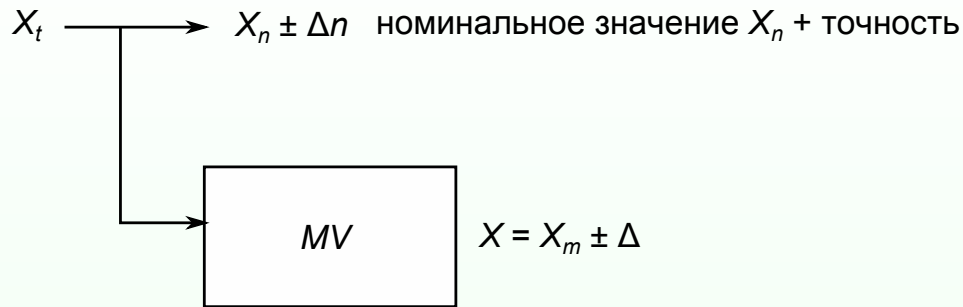 Xₜ Xₙ ± Δn номинальное значение Xₙ + точность
MV X = Xₘ ± Δ